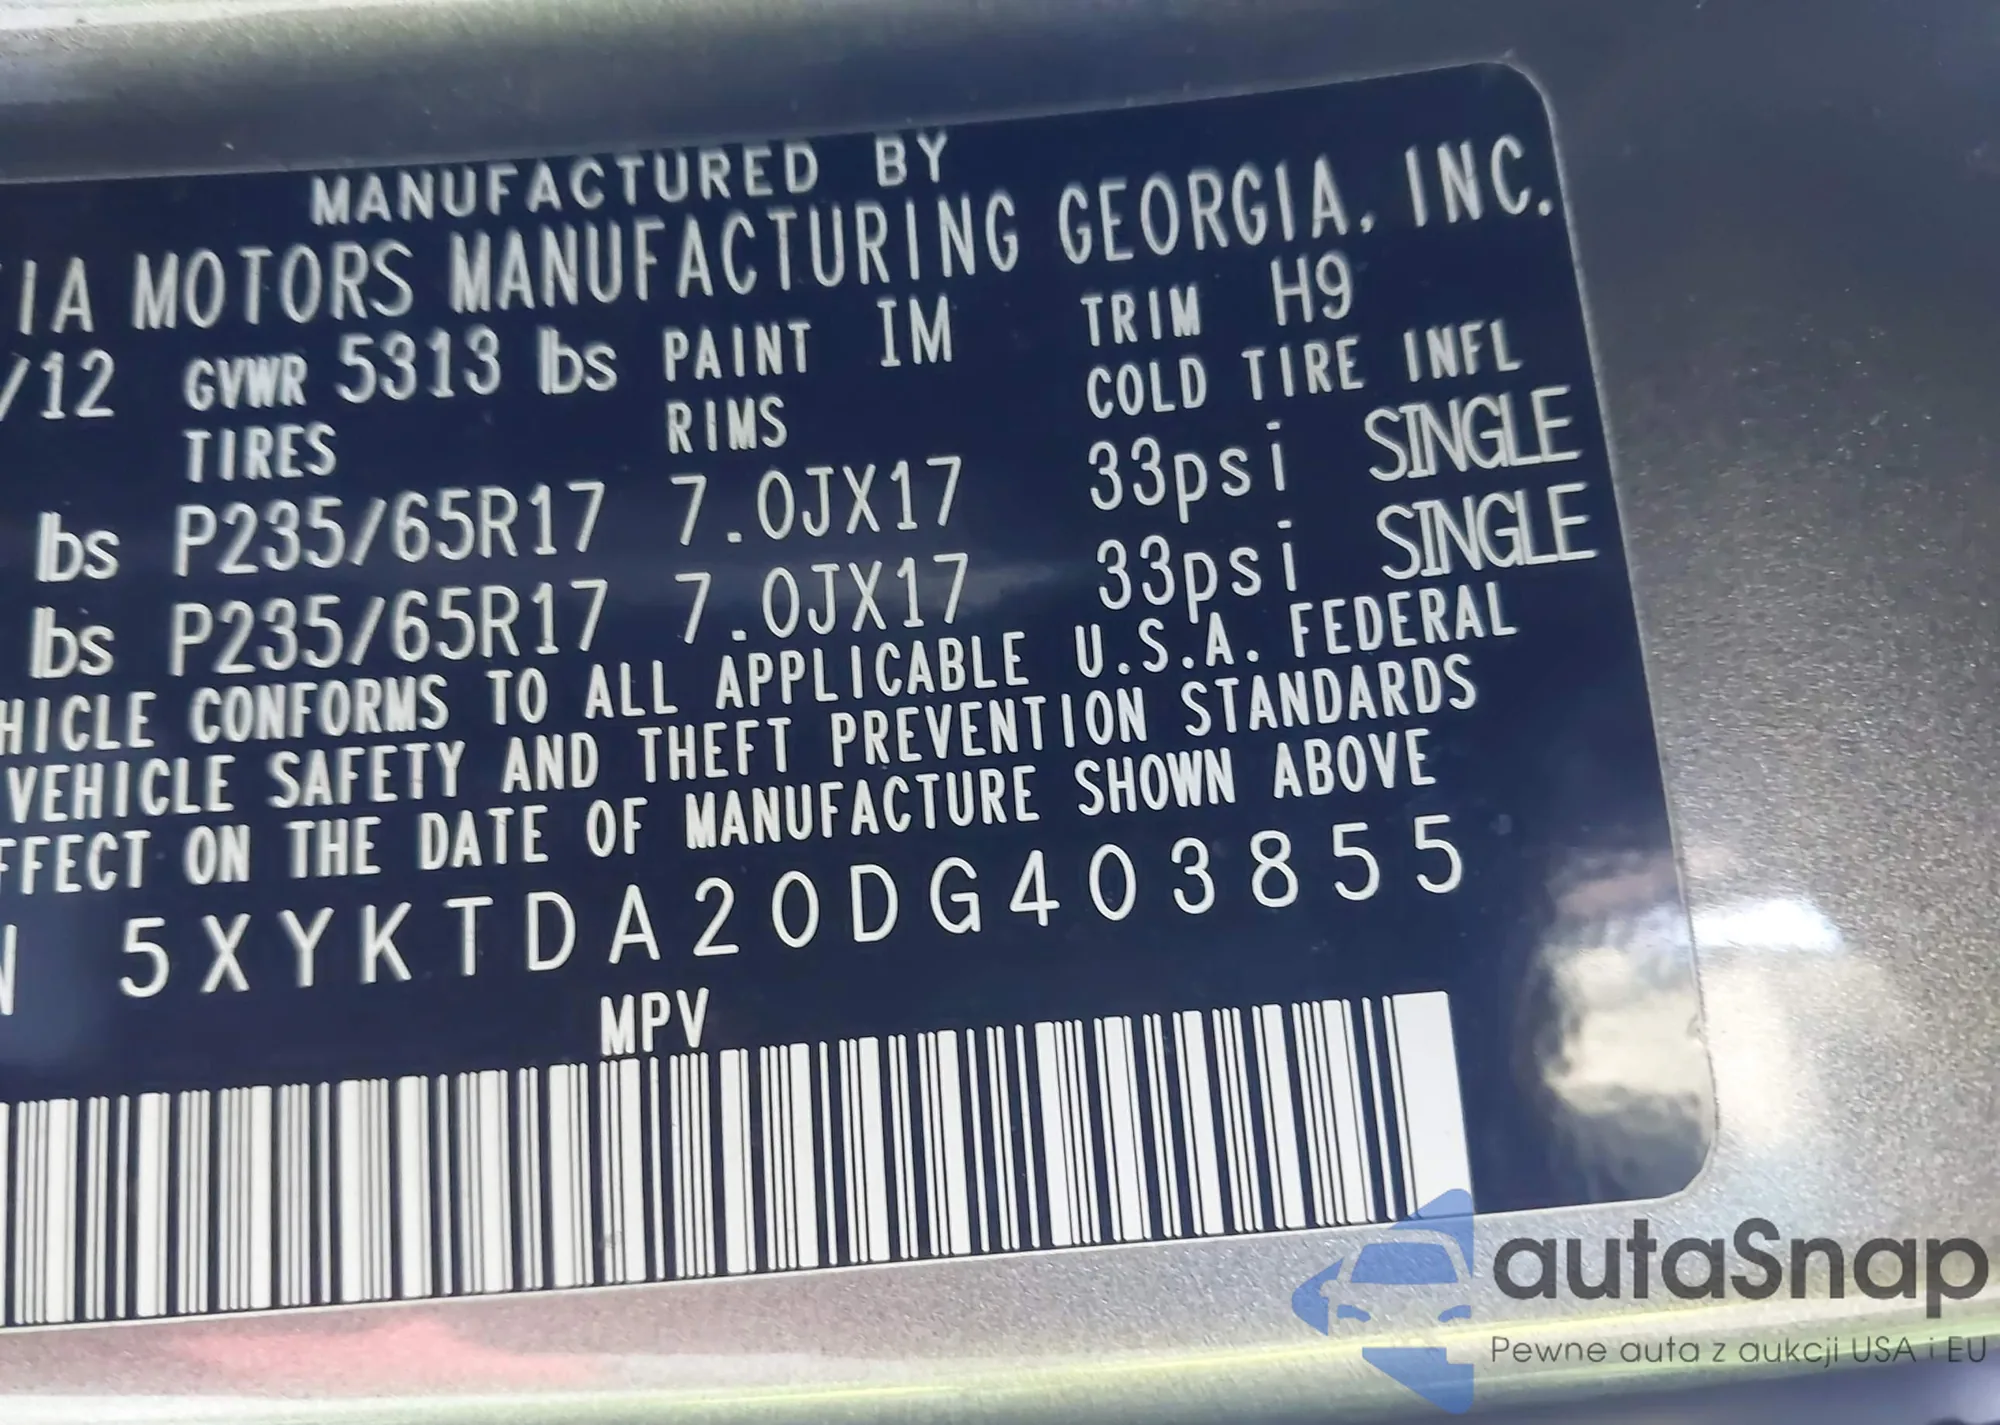 MANUFACTURED BY
IA MOTORS MANUFACTURING GEORGIA, INC.
/12 GVWR 5313 lbs PAINT IM TRIM H9
TIRES RIMS COLD TIRE INFL
lbs P235/65R17 7.0JX17 33psi SINGLE
lbs P235/65R17 7.0JX17 33psi SINGLE
HICLE CONFORMS TO ALL APPLICABLE U.S.A. FEDERAL
VEHICLE SAFETY AND THEFT PREVENTION STANDARDS
FFECT ON THE DATE OF MANUFACTURE SHOWN ABOVE
N 5XYKTDA20DG403855
MPV
autaSnap
Pewne auta z aukcji USA i EU